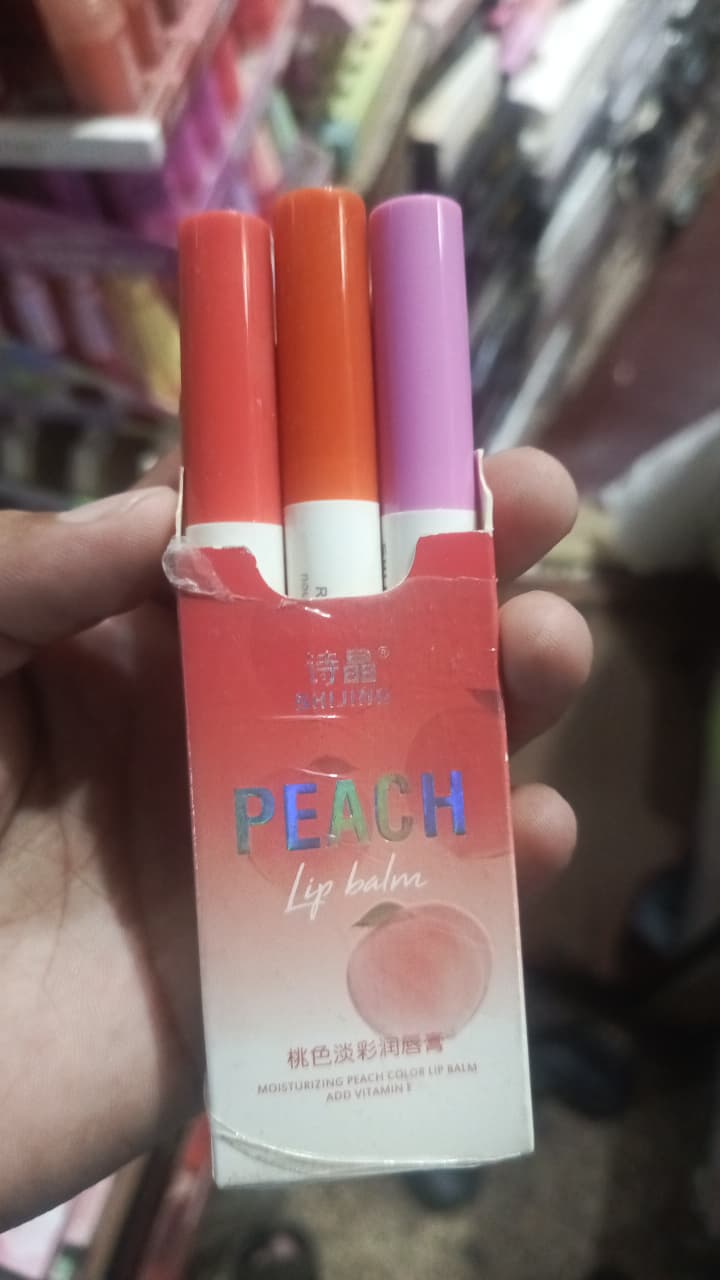 诗晶®
SHIJING
PEACH
Lip balm
桃色淡彩润唇膏
MOISTURIZING PEACH COLOR LIP BALM
ADD VITAMIN E